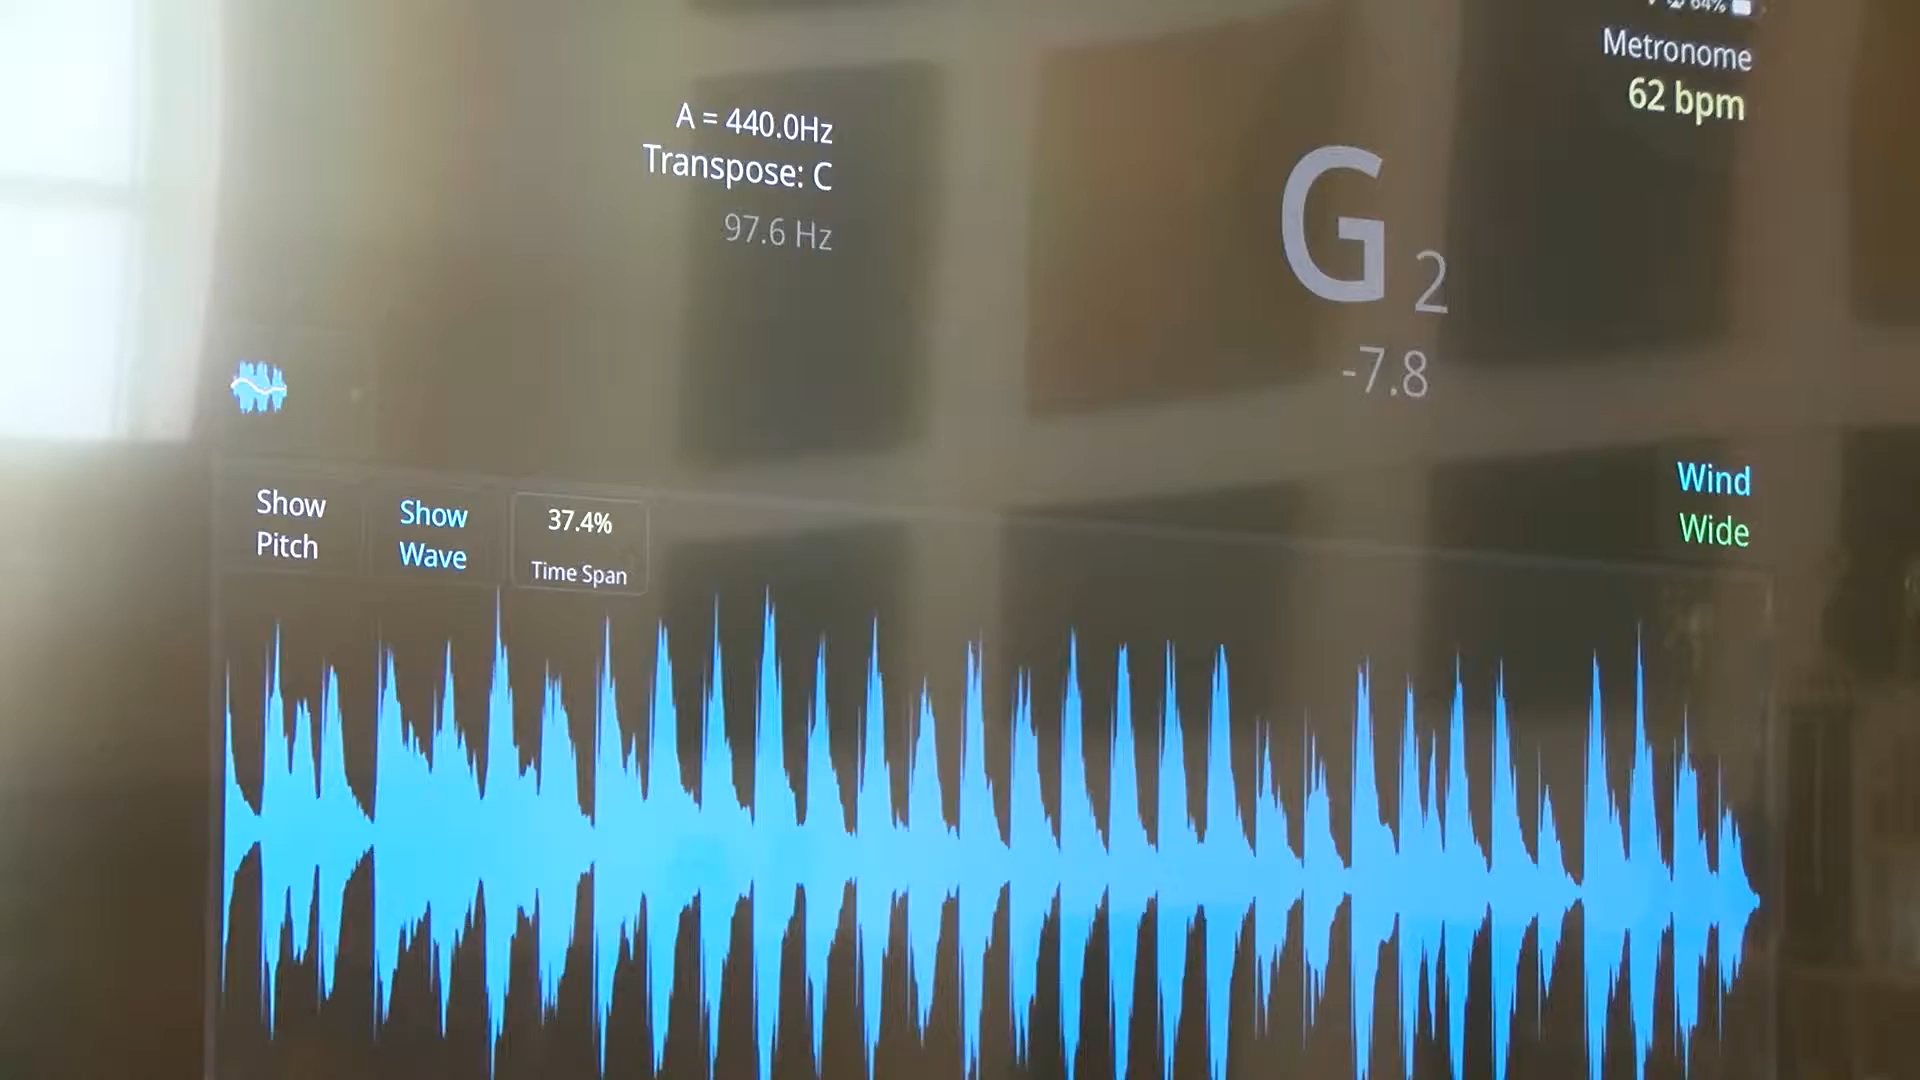 64%
Metronome
62 bpm
A = 440.0Hz
Transpose: C
97.6 Hz
G 2
-7.8
Wind
Wide
Show
Pitch
Show
Wave
37.4%
Time Span